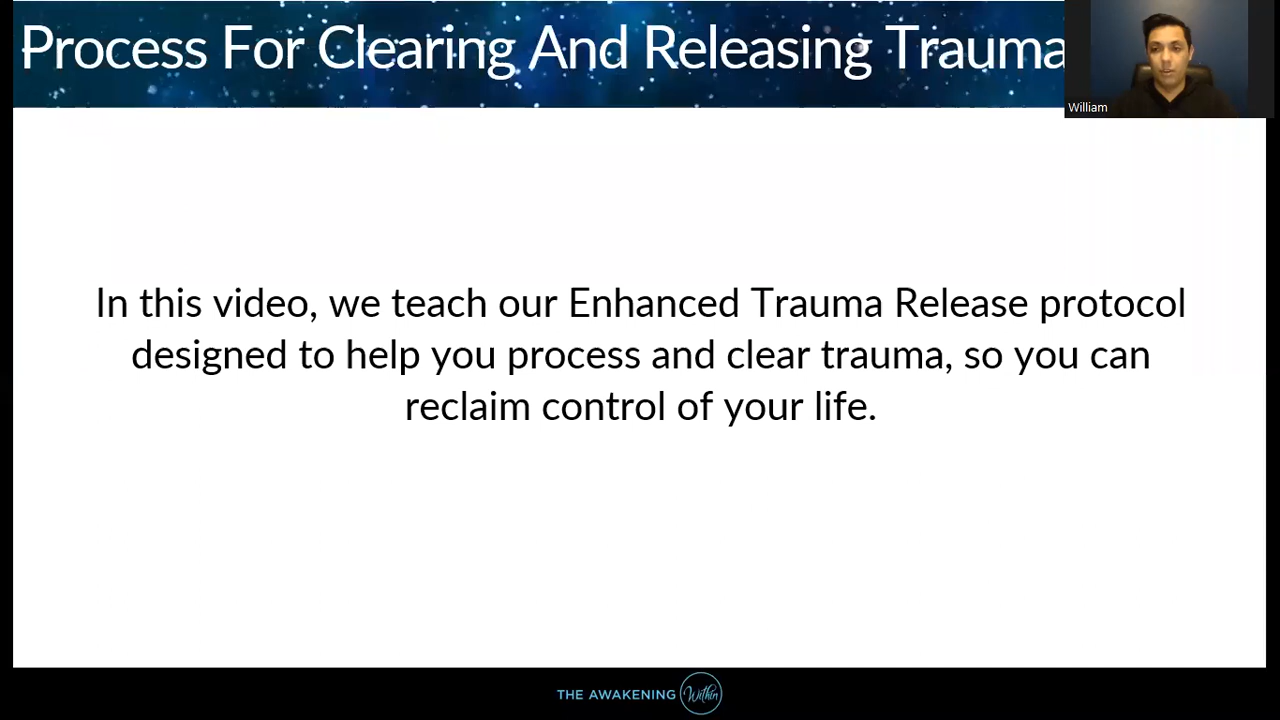 Process For Clearing And Releasing Trauma
William
In this video, we teach our Enhanced Trauma Release protocol
designed to help you process and clear trauma, so you can
reclaim control of your life.
THE AWAKENING Within